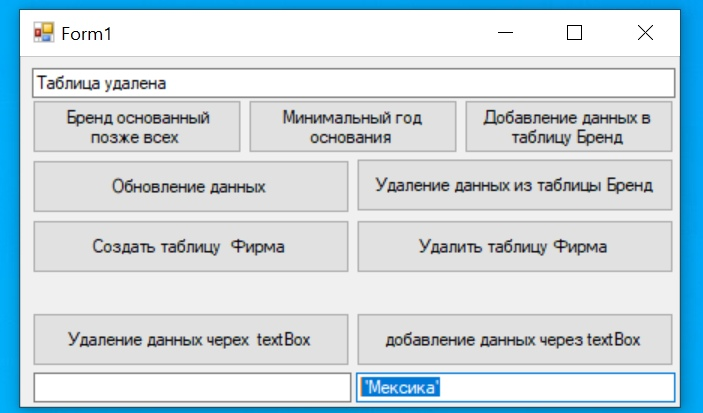 Form1
Таблица удалена
Бренд основанный
позже всех
Минимальный год
основания
Добавление данных в
таблицу Бренд
Обновление данных
Удаление данных из таблицы Бренд
Создать таблицу  Фирма
Удалить таблицу Фирма
Удаление данных черех  textBox
добавление данных через textBox
'Мексика'